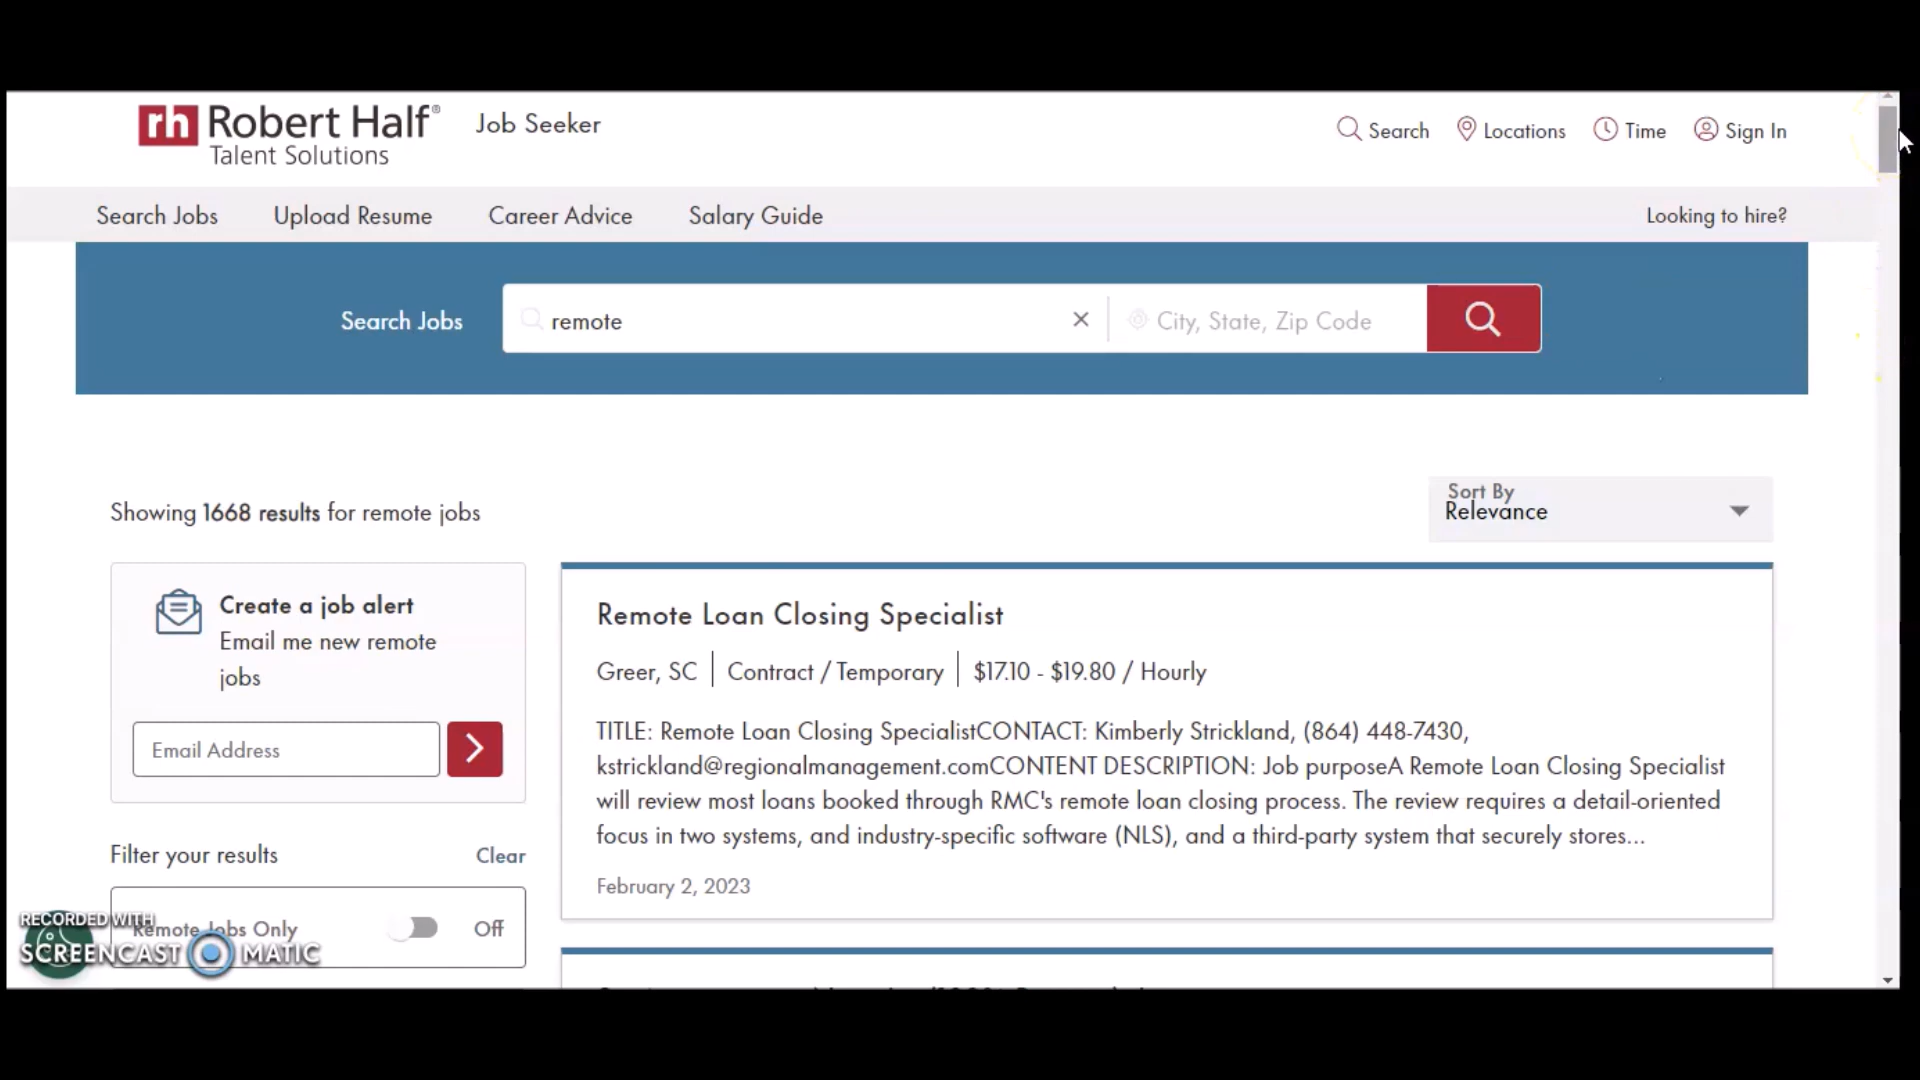 rh Robert Half®
Talent Solutions
Job Seeker
Search
Locations
Time
Sign In
Search Jobs
Upload Resume
Career Advice
Salary Guide
Looking to hire?
Search Jobs
remote
City, State, Zip Code
Showing 1668 results for remote jobs
Sort By
Relevance
Create a job alert
Email me new remote
jobs
Email Address
Filter your results
Clear
Remote Jobs Only
Off
Remote Loan Closing Specialist
Greer, SC | Contract / Temporary | $17.10 - $19.80 / Hourly
TITLE: Remote Loan Closing SpecialistCONTACT: Kimberly Strickland, (864) 448-7430,
kstrickland@regionalmanagement.comCONTENT DESCRIPTION: Job purposeA Remote Loan Closing Specialist
will review most loans booked through RMC's remote loan closing process. The review requires a detail-oriented
focus in two systems, and industry-specific software (NLS), and a third-party system that securely stores...
February 2, 2023
RECORDED WITH
SCREENCAST MATIC